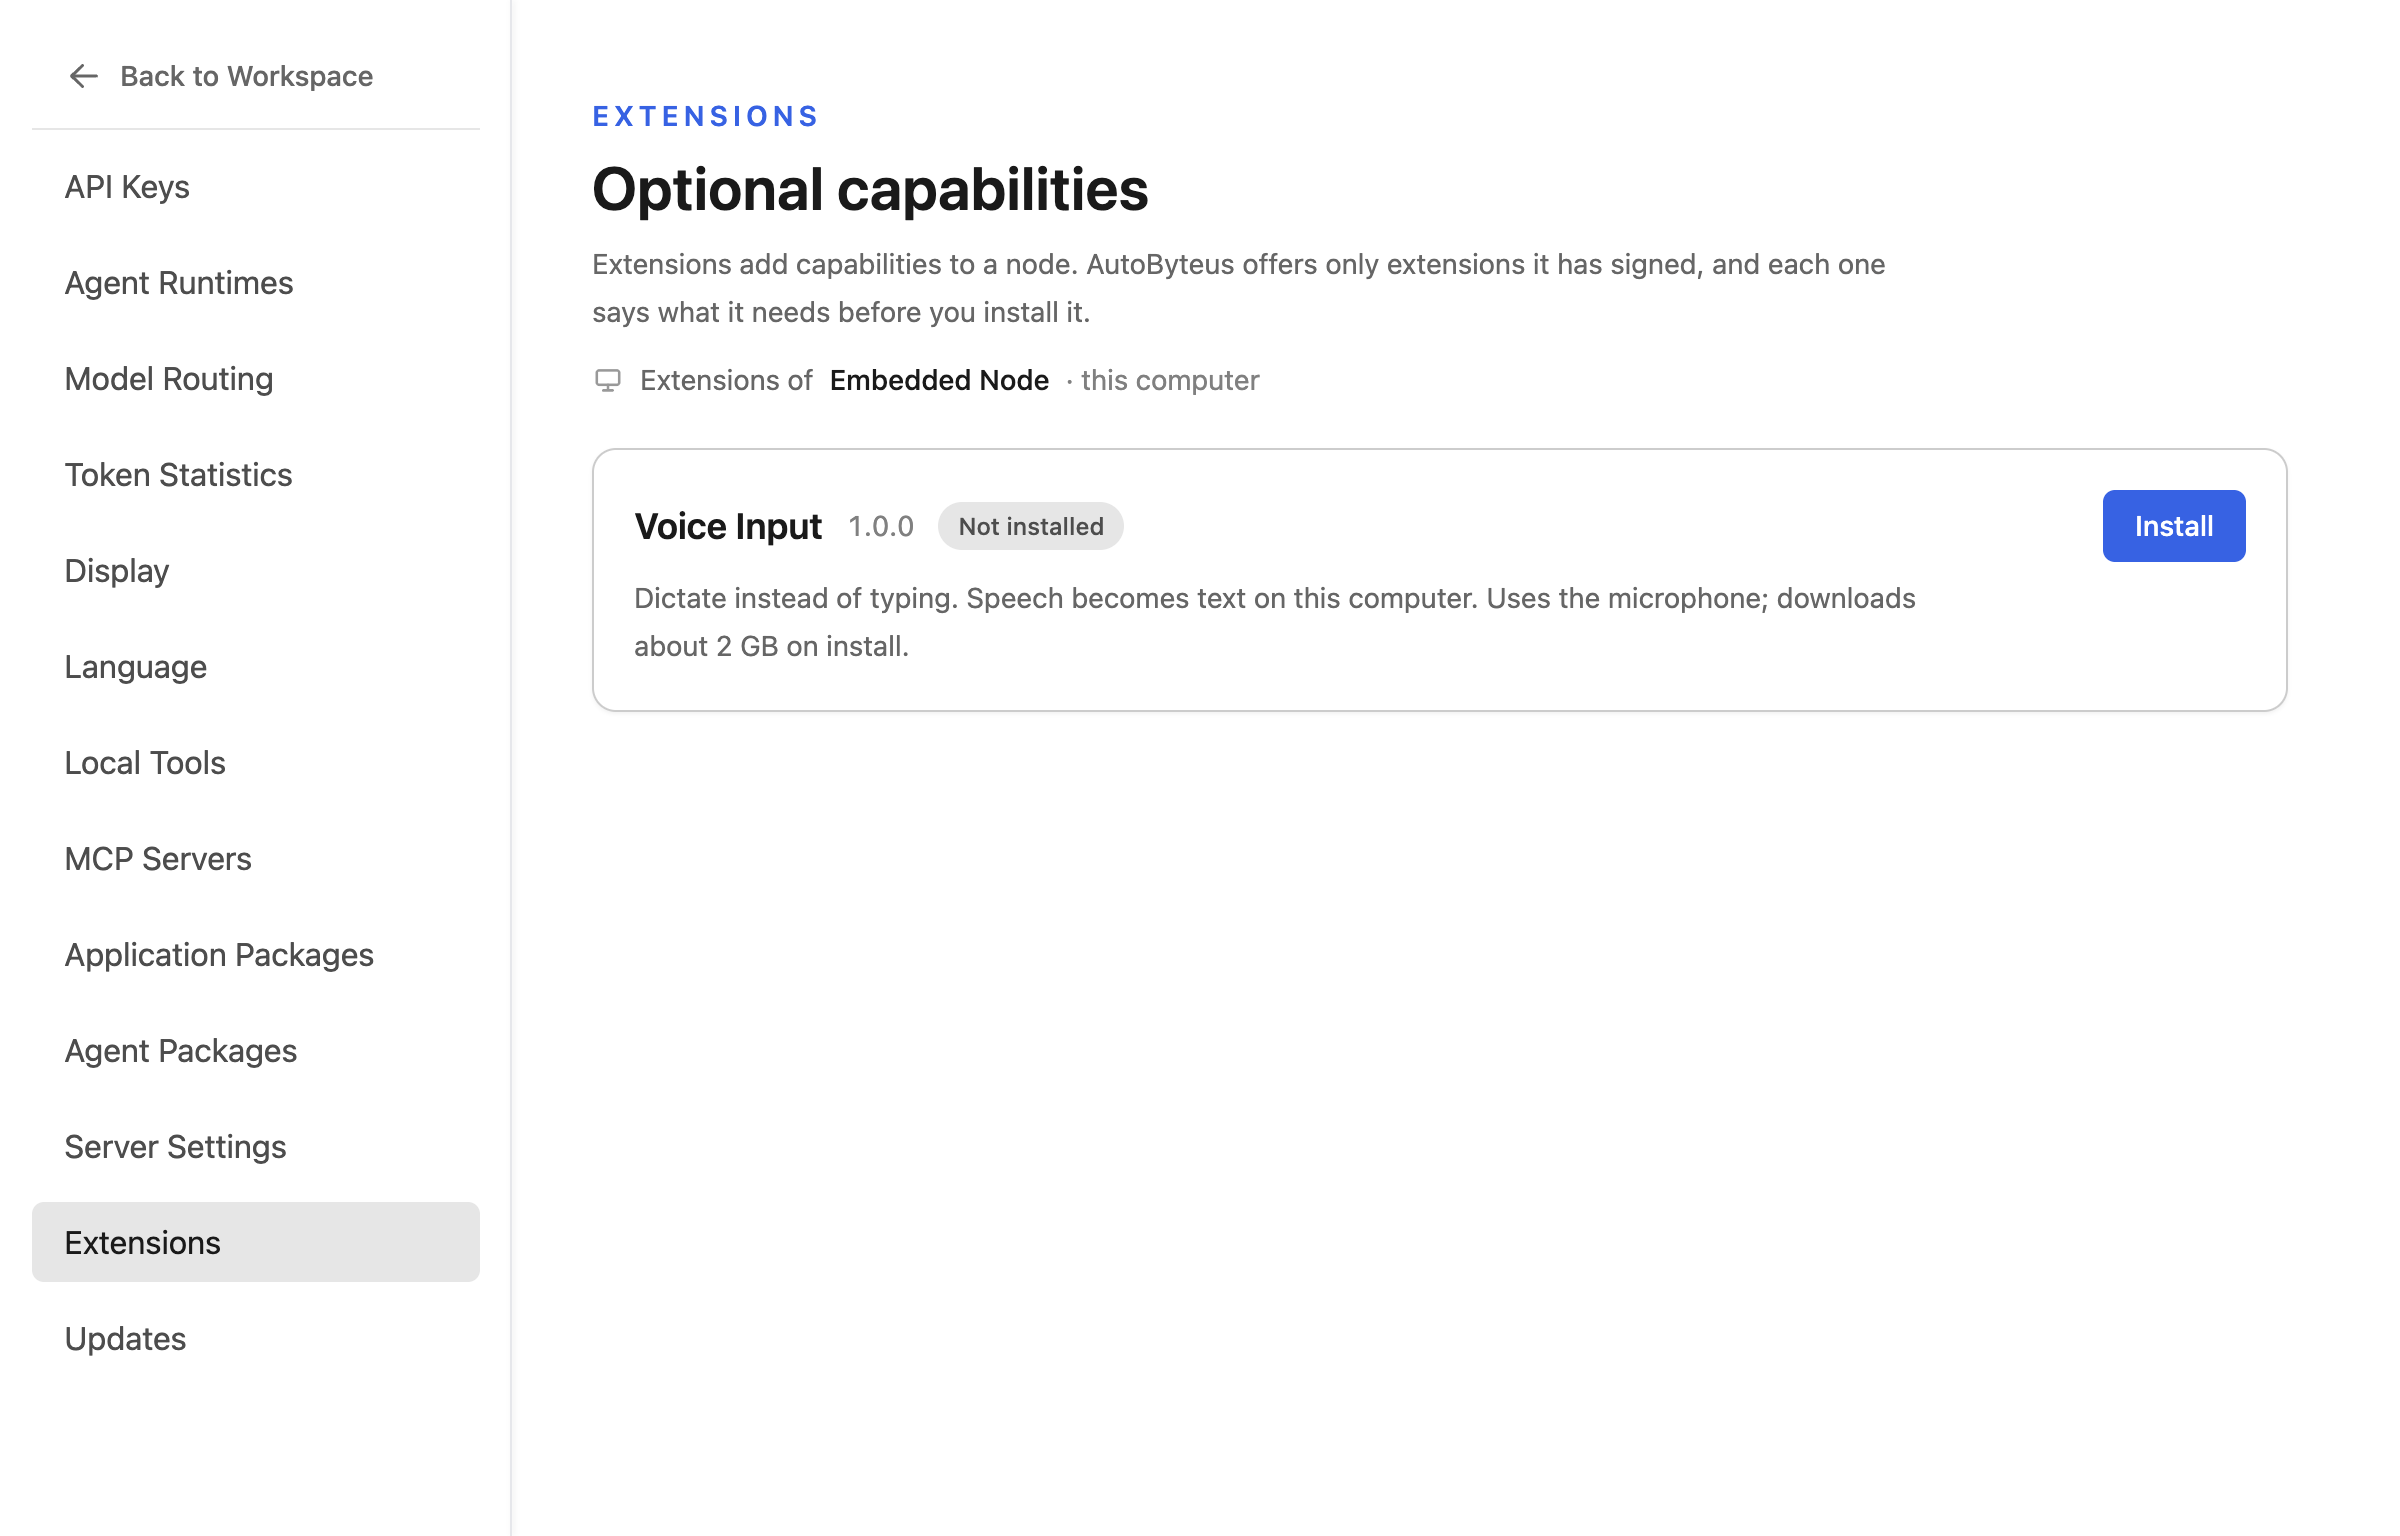 Back to Workspace
API Keys
Agent Runtimes
Model Routing
Token Statistics
Display
Language
Local Tools
MCP Servers
Application Packages
Agent Packages
Server Settings
Extensions
Updates
EXTENSIONS
Optional capabilities
Extensions add capabilities to a node. AutoByteus offers only extensions it has signed, and each one
says what it needs before you install it.
Extensions of Embedded Node · this computer
Voice Input 1.0.0 Not installed Install
Dictate instead of typing. Speech becomes text on this computer. Uses the microphone; downloads
about 2 GB on install.